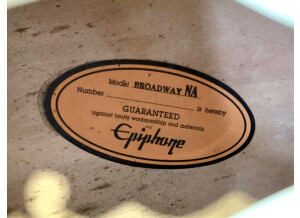 Model BROADWAY NA
Number is hereby
GUARANTEED
against faulty workmanship and materials
Epiphone